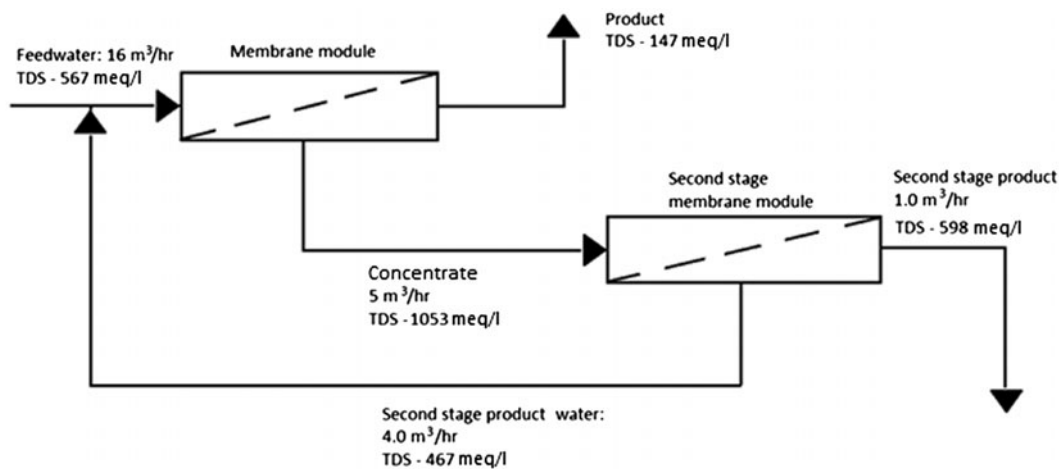 Feedwater: 16 m³/hr
TDS - 567 meq/l
Membrane module
Product
TDS - 147 meq/l
Second stage
membrane module
Second stage product
1.0 m³/hr
TDS - 598 meq/l
Concentrate
5 m³/hr
TDS -1053 meq/l
Second stage product water:
4.0 m³/hr
TDS - 467 meq/l